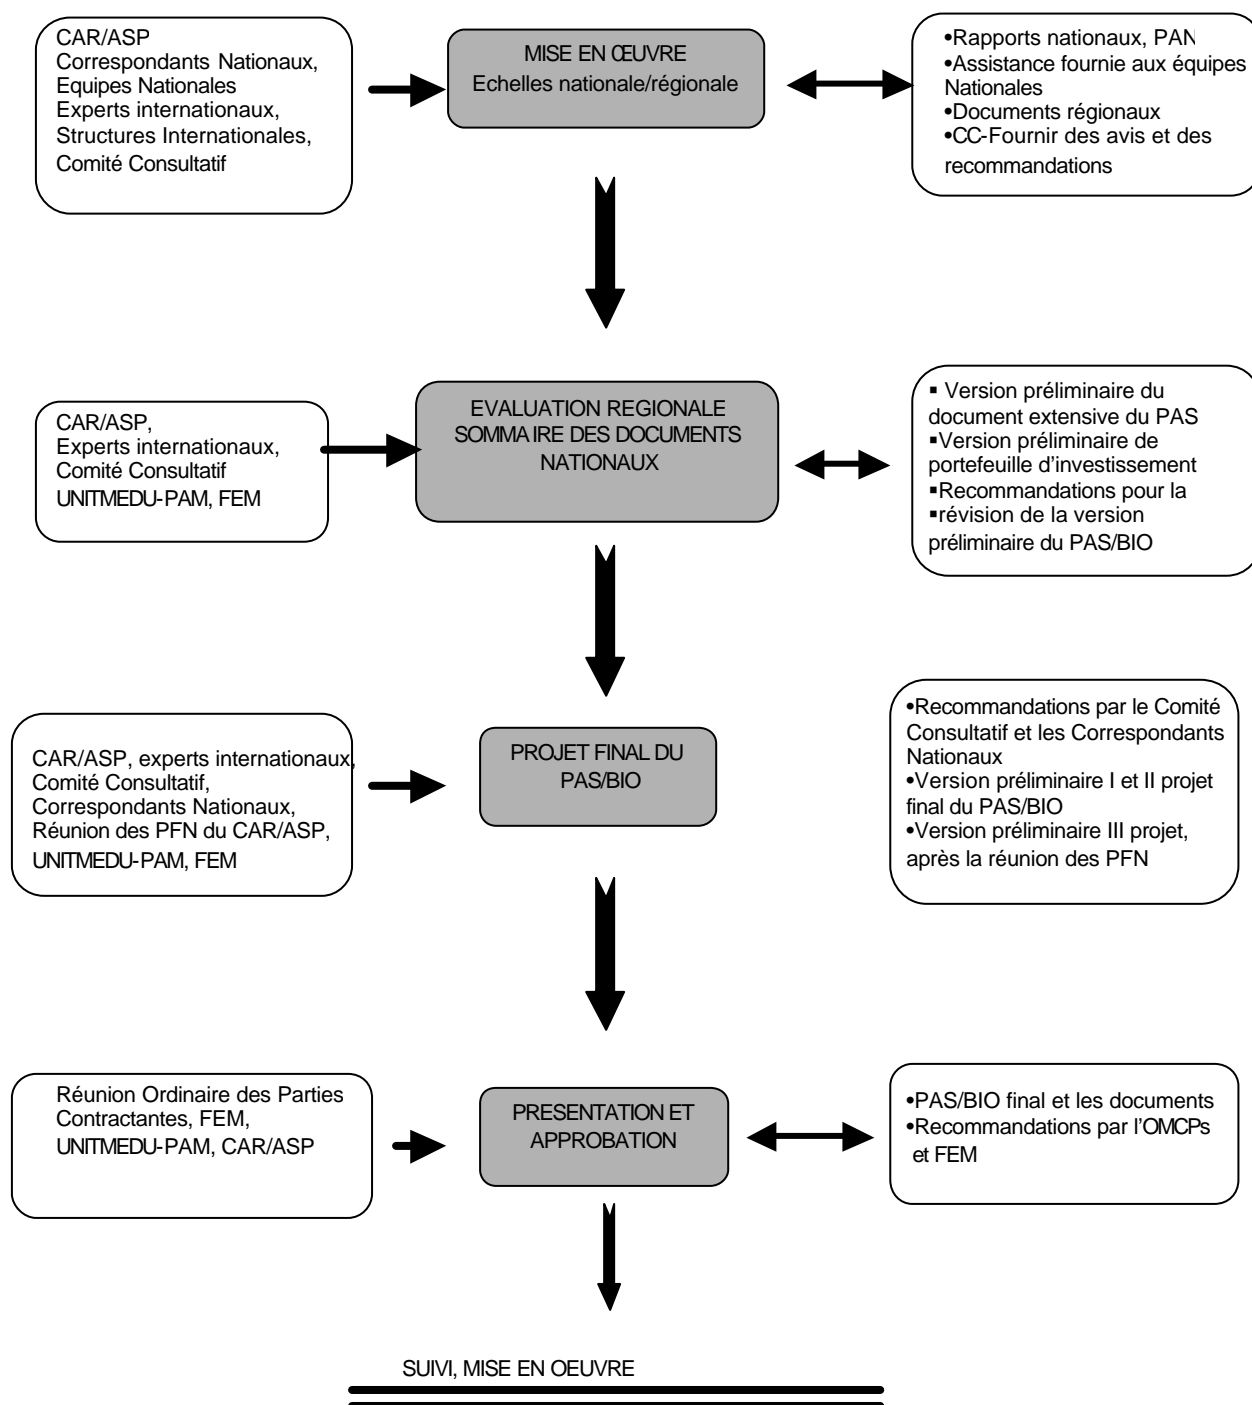 CAR/ASP
Correspondants Nationaux,
Equipes Nationales
Experts internationaux,
Structures Internationales,
Comité Consultatif
MISE EN ŒUVRE
Echelles nationale/régionale
•Rapports nationaux, PAN
•Assistance fournie aux équipes
Nationales
•Documents régionaux
•CC-Fournir des avis et des
recommandations
CAR/ASP,
Experts internationaux,
Comité Consultatif
UNITMEDU-PAM, FEM
EVALUATION REGIONALE
SOMMAIRE DES DOCUMENTS
NATIONAUX
▪ Version préliminaire du
document extensive du PAS
▪Version préliminaire de
portefeuille d'investissement
▪Recommandations pour la
▪révision de la version
préliminaire du PAS/BIO
CAR/ASP, experts internationaux,
Comité Consultatif,
Correspondants Nationaux,
Réunion des PFN du CAR/ASP,
UNITMEDU-PAM, FEM
PROJET FINAL DU
PAS/BIO
•Recommandations par le Comité
Consultatif et les Correspondants
Nationaux
•Version préliminaire I et II projet
final du PAS/BIO
•Version préliminaire III projet,
après la réunion des PFN
Réunion Ordinaire des Parties
Contractantes, FEM,
UNITMEDU-PAM, CAR/ASP
PRESENTATION ET
APPROBATION
•PAS/BIO final et les documents
•Recommandations par l'OMCPs
et FEM
SUIVI, MISE EN OEUVRE